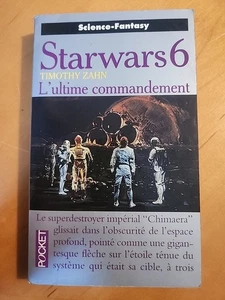 Science-Fantasy
Starwars 6
TIMOTHY ZAHN
L'ultime commandement
Le superdestroyer impérial "Chimaera"
glissait dans l'obscurité de l'espace
profond, pointé comme une gigan-
tesque flèche sur l'étoile ténue du
système qui était sa cible, à trois
POCKET